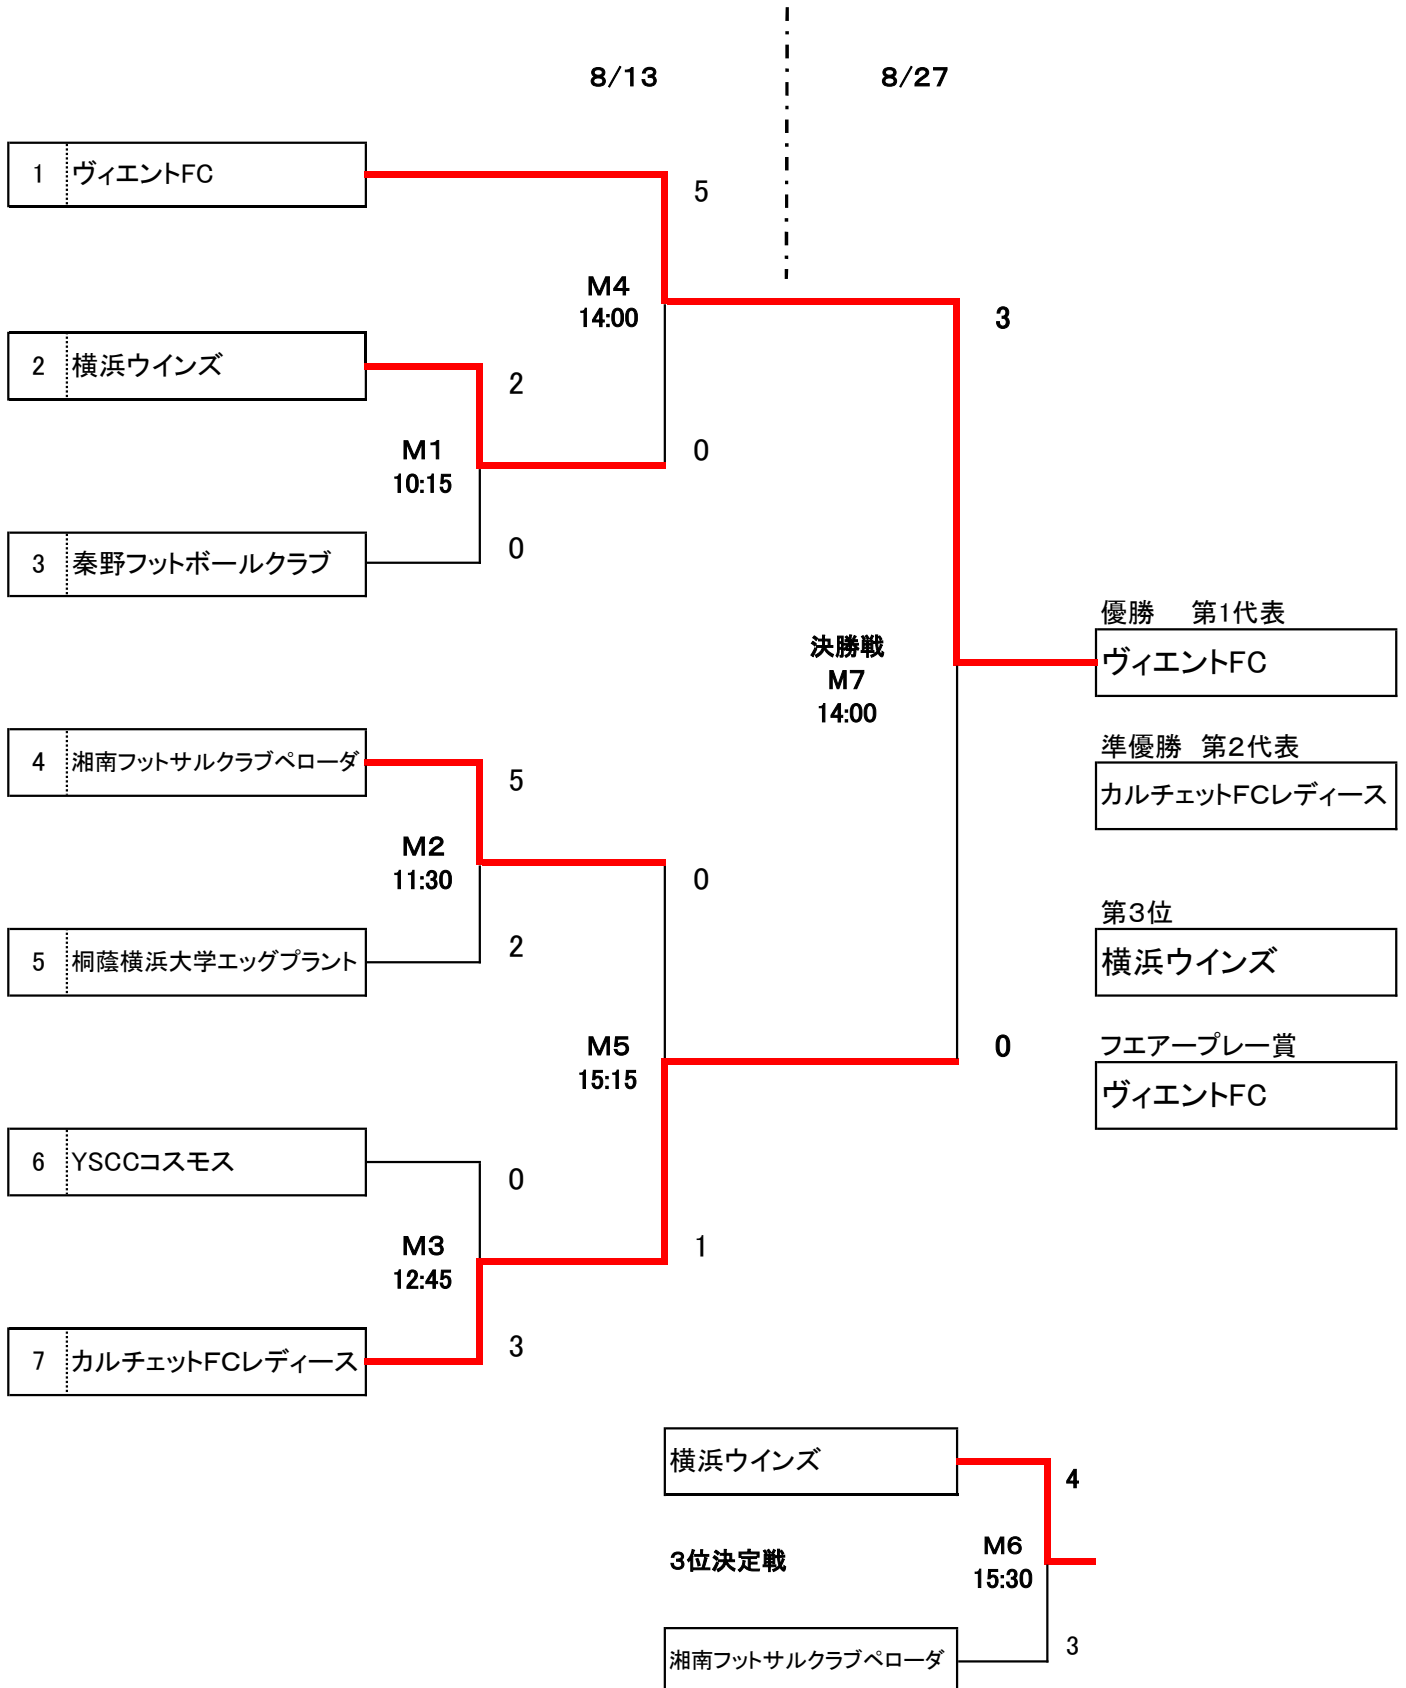 8/13
8/27
1 ヴィエントFC
5
M4
14:00
3
2 横浜ウインズ
2
M1
10:15
0
3 秦野フットボールクラブ
0
優勝 第1代表
ヴィエントFC
決勝戦
M7
14:00
準優勝 第2代表
カルチェットFCレディース
4 湘南フットサルクラブペローダ
5
M2
11:30
0
5 桐蔭横浜大学エッグプラント
2
第3位
横浜ウインズ
M5
15:15
0
フエアープレー賞
ヴィエントFC
6 YSCCコスモス
0
M3
12:45
1
7 カルチェットFCレディース
3
横浜ウインズ
4
3位決定戦
M6
15:30
湘南フットサルクラブペローダ
3